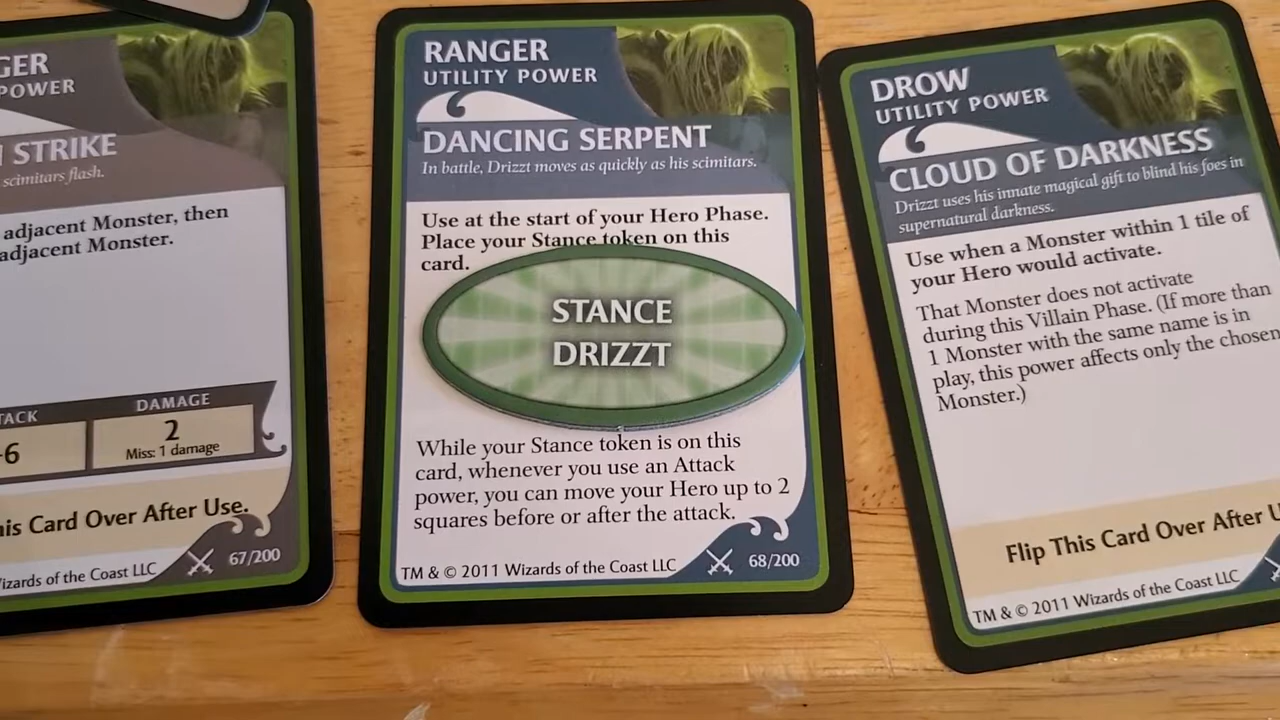 GER
POWER
STRIKE
scimitars flash.
adjacent Monster, then
adjacent Monster.
TACK
DAMAGE
6
2
Miss: 1 damage
his Card Over After Use.
izards of the Coast LLC
67/200
RANGER
UTILITY POWER
DANCING SERPENT
In battle, Drizzt moves as quickly as his scimitars.
Use at the start of your Hero Phase.
Place your Stance token on this
card.
STANCE
DRIZZT
While your Stance token is on this
card, whenever you use an Attack
power, you can move your Hero up to 2
squares before or after the attack.
TM & © 2011 Wizards of the Coast LLC
68/200
DROW
UTILITY POWER
CLOUD OF DARKNESS
Drizzt uses his innate magical gift to blind his foes in
supernatural darkness.
Use when a Monster within 1 tile of
your Hero would activate.
That Monster does not activate
during this Villain Phase. (If more than
1 Monster with the same name is in
play, this power affects only the chosen
Monster.)
Flip This Card Over After U
TM & © 2011 Wizards of the Coast LLC